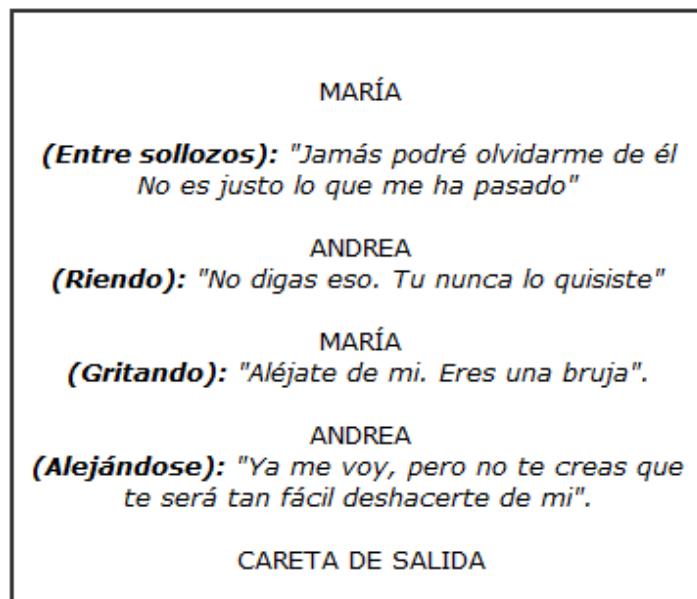 MARÍA
(Entre sollozos): "Jamás podré olvidarme de él
No es justo lo que me ha pasado"
ANDREA
(Riendo): "No digas eso. Tu nunca lo quisiste"
MARÍA
(Gritando): "Aléjate de mi. Eres una bruja".
ANDREA
(Alejándose): "Ya me voy, pero no te creas que
te será tan fácil deshacerte de mi".
CARETA DE SALIDA